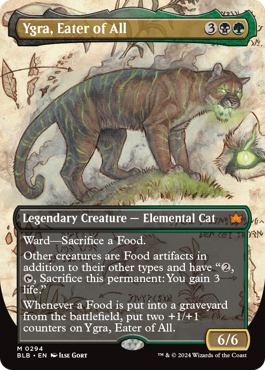 Ygra, Eater of All 3
Legendary Creature — Elemental Cat
Ward—Sacrifice a Food.
Other creatures are Food artifacts in
addition to their other types and have “2,
Sacrifice this permanent: You gain 3
life.”
Whenever a Food is put into a graveyard
from the battlefield, put two +1/+1
counters on Ygra, Eater of All.
6/6
M 0294
BLB • EN Ilse Gort
™ & © 2024 Wizards of the Coast